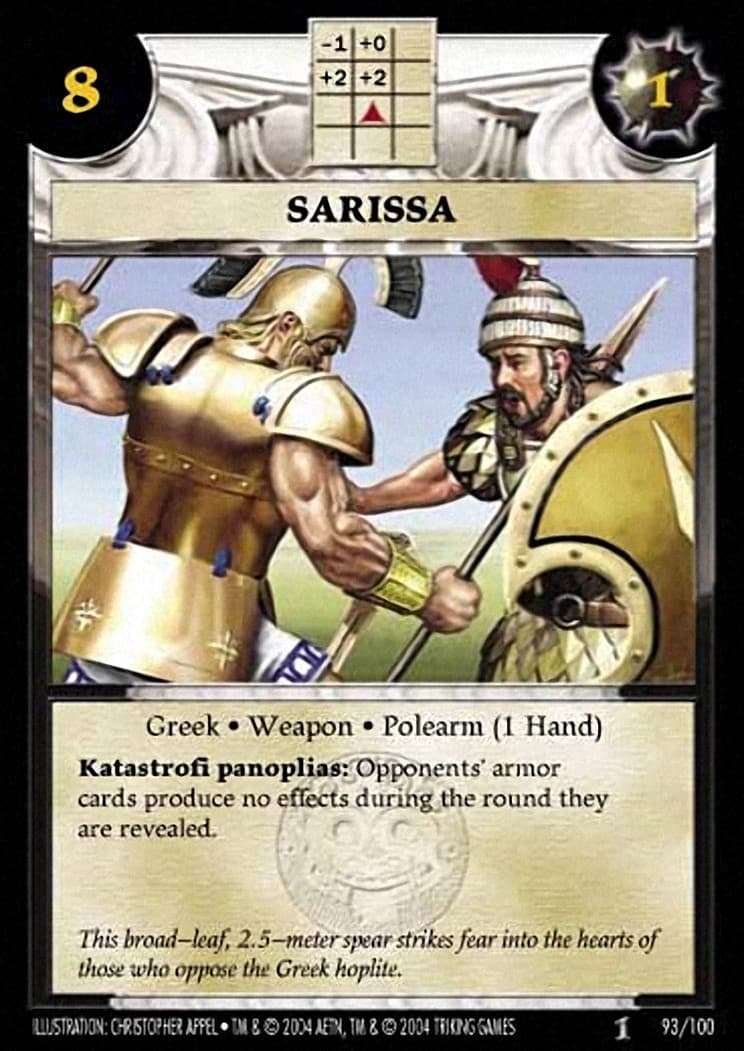 8
-1 +0
+2 +2
1
SARISSA
Greek • Weapon • Polearm (1 Hand)
Katastrofi panoplias: Opponents' armor
cards produce no effects during the round they
are revealed.
This broad–leaf, 2.5–meter spear strikes fear into the hearts of
those who oppose the Greek hoplite.
ILLUSTRATION: CHRISTOPHER APPEL • TM & © 2004 AETN, TM & © 2004 TRIKING GAMES 1 93/100